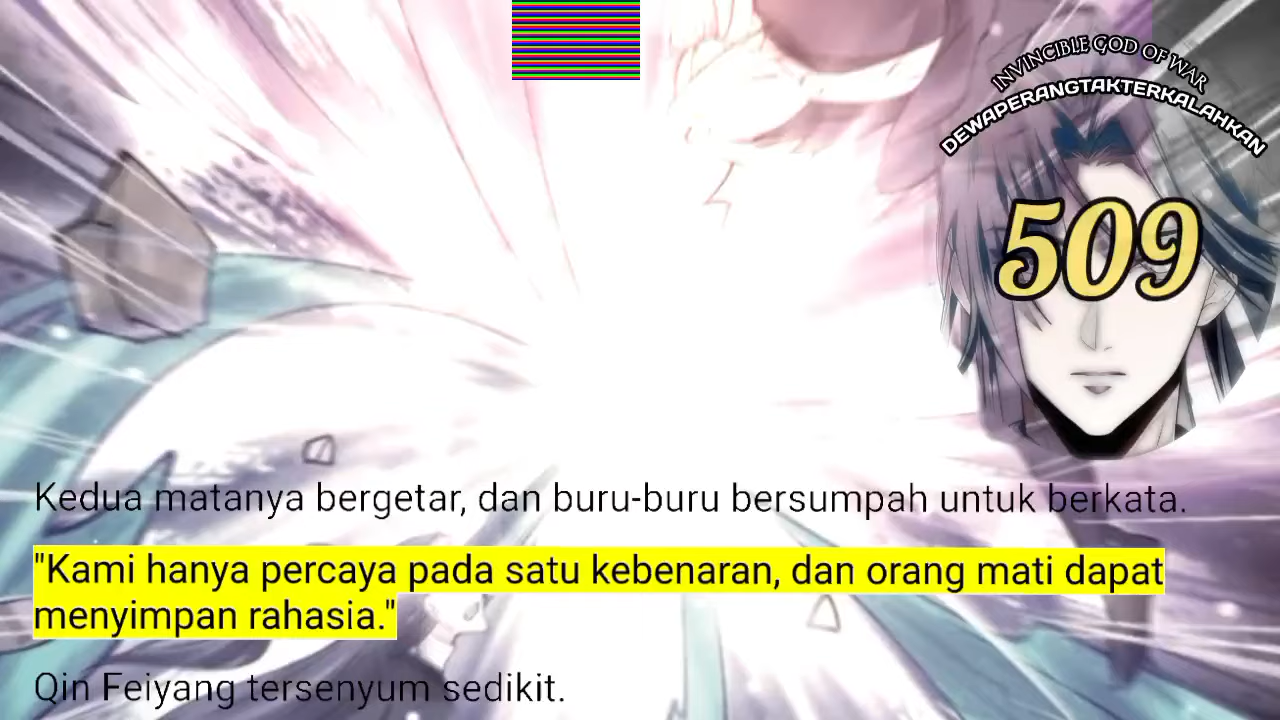 INVINCIBLE GOD OF WAR
DEWAPERANGTAKTERKALAHKAN
509
Kedua matanya bergetar, dan buru-buru bersumpah untuk berkata.
"Kami hanya percaya pada satu kebenaran, dan orang mati dapat
menyimpan rahasia."
Qin Feiyang tersenyum sedikit.